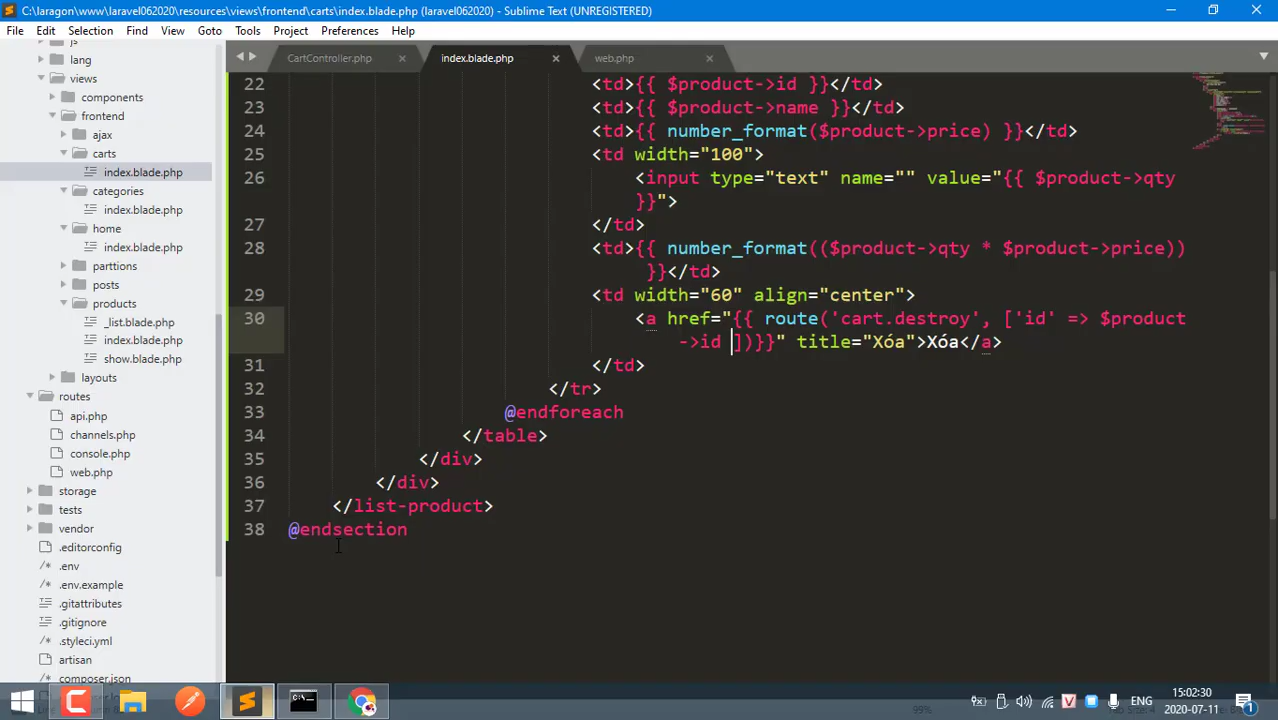 C:\laragon\www\laravel062020\resources\views\frontend\carts\index.blade.php (laravel062020) - Sublime Text (UNREGISTERED)
File Edit Selection Find View Goto Tools Project Preferences Help
CartController.php index.blade.php web.php
js
lang
views
components
frontend
ajax
carts
index.blade.php
categories
index.blade.php
home
index.blade.php
parttions
posts
products
_list.blade.php
index.blade.php
show.blade.php
layouts
routes
api.php
channels.php
console.php
web.php
storage
tests
vendor
.editorconfig
.env
.env.example
.gitattributes
.gitignore
.styleci.yml
artisan
composer.json
22 <td>{{ $product->id }}</td>
23 <td>{{ $product->name }}</td>
24 <td>{{ number_format($product->price) }}</td>
25 <td width="100">
26 <input type="text" name="" value="{{ $product->qty
}}">
27 </td>
28 <td>{{ number_format(($product->qty * $product->price))
}}</td>
29 <td width="60" align="center">
30 <a href="{{ route('cart.destroy', ['id' => $product
->id ])}}" title="Xóa">Xóa</a>
31 </td>
32 </tr>
33 @endforeach
34 </table>
35 </div>
36 </div>
37 </list-product>
38 @endsection
99%
ENG
15:02:30
2020-07-11